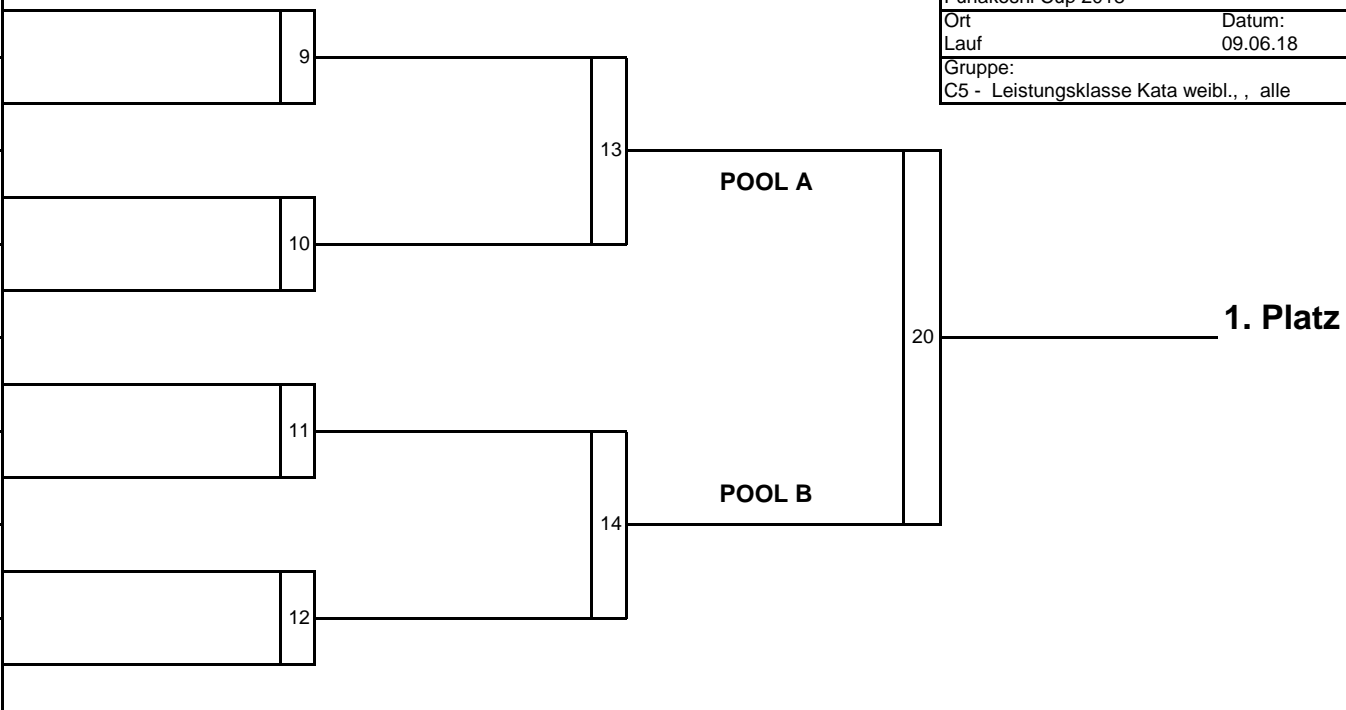 Ort Datum:
Lauf 09.06.18
Gruppe:
C5 - Leistungsklasse Kata weibl., , alle
9
13
POOL A
10
1. Platz
20
11
POOL B
14
12